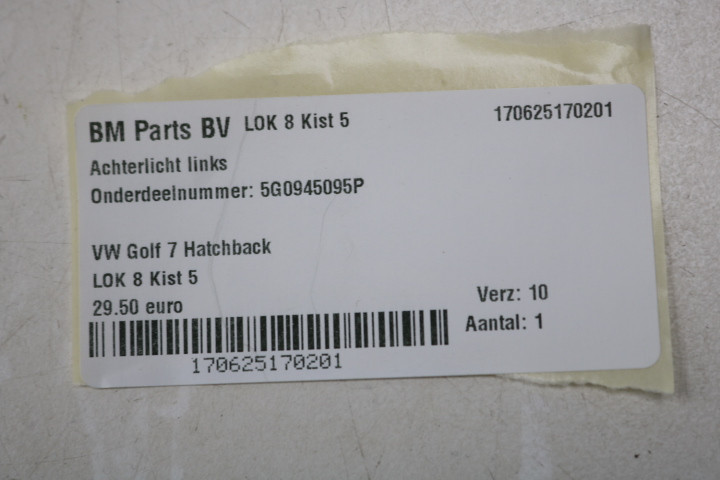 BM Parts BV LOK 8 Kist 5 170625170201
Achterlicht links
Onderdeelnummer: 5G0945095P
VW Golf 7 Hatchback
LOK 8 Kist 5
29.50 euro
Verz: 10
Aantal: 1
170625170201